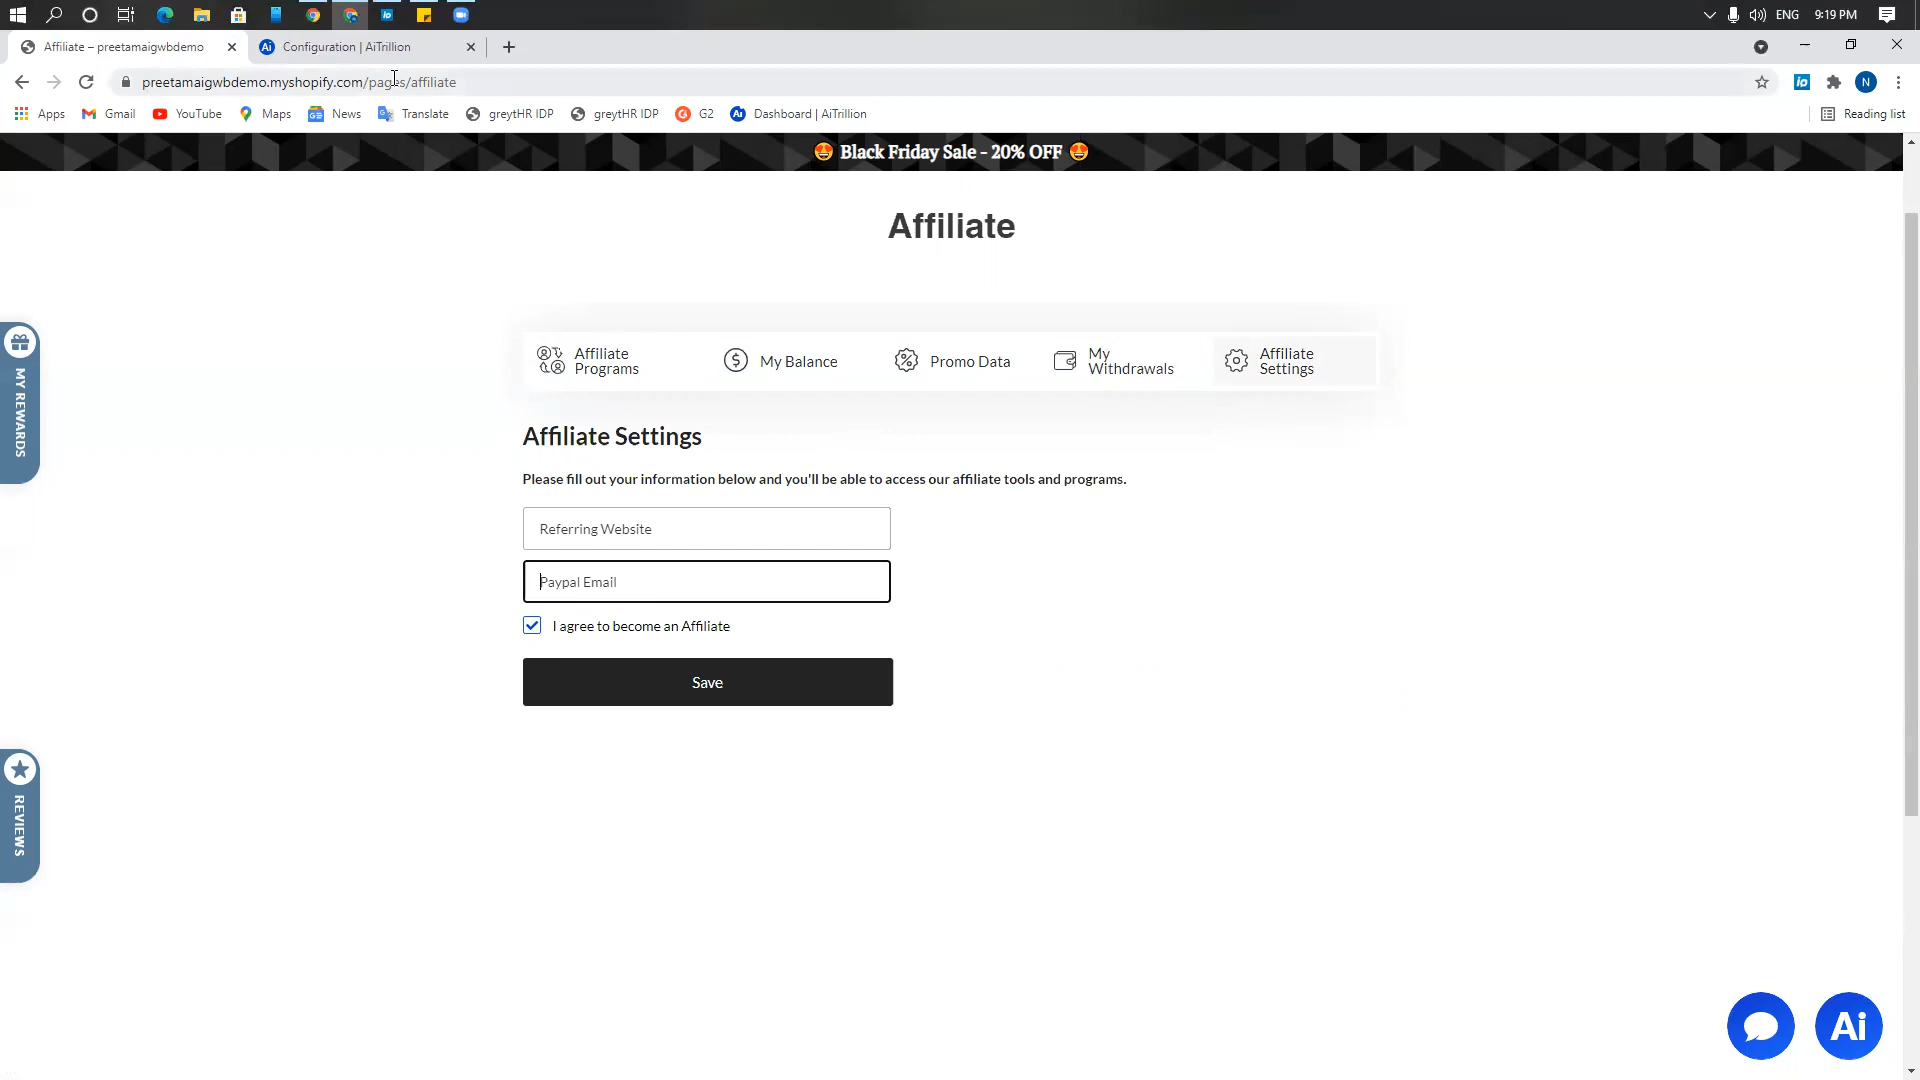 ENG
9:19 PM
Affiliate – preetamaigwbdemo
Ai
Configuration | AiTrillion
preetamaigwbdemo.myshopify.com/pages/affiliate
N
Apps
Gmail
YouTube
Maps
News
Translate
greytHR IDP
greytHR IDP
G2
Dashboard | AiTrillion
Reading list
Black Friday Sale - 20% OFF
Affiliate
Affiliate
Programs
My Balance
Promo Data
My
Withdrawals
Affiliate
Settings
MY REWARDS
Affiliate Settings
Please fill out your information below and you'll be able to access our affiliate tools and programs.
Referring Website
Paypal Email
I agree to become an Affiliate
Save
REVIEWS
Ai